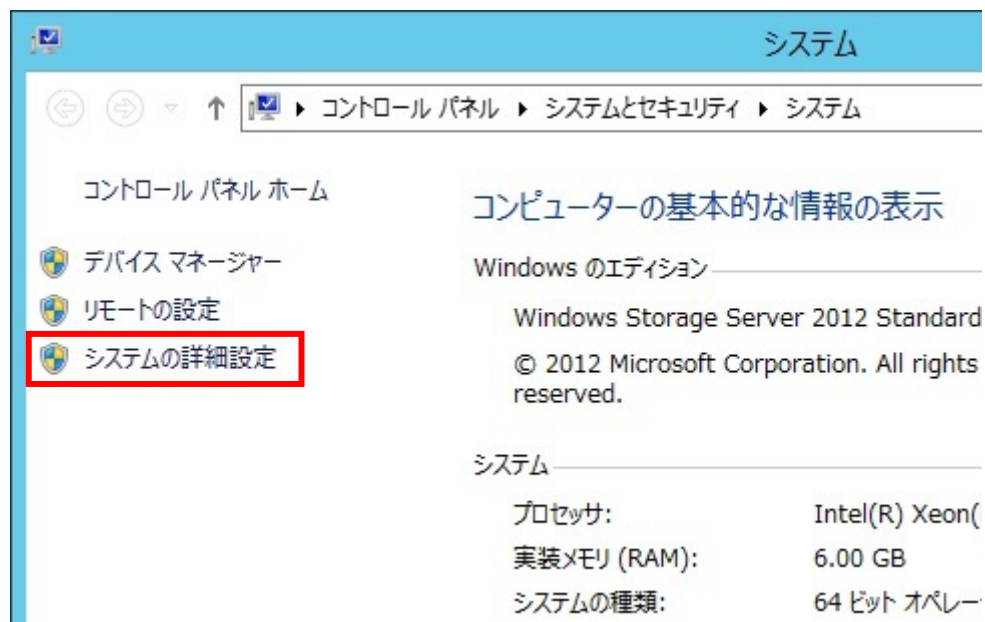 システム
コントロール パネル ▸ システムとセキュリティ ▸ システム
コントロール パネル ホーム
デバイス マネージャー
リモートの設定
システムの詳細設定
コンピューターの基本的な情報の表示
Windows のエディション
Windows Storage Server 2012 Standard
© 2012 Microsoft Corporation. All rights
reserved.
システム
プロセッサ: Intel(R) Xeon(
実装メモリ (RAM): 6.00 GB
システムの種類: 64 ビット オペレー